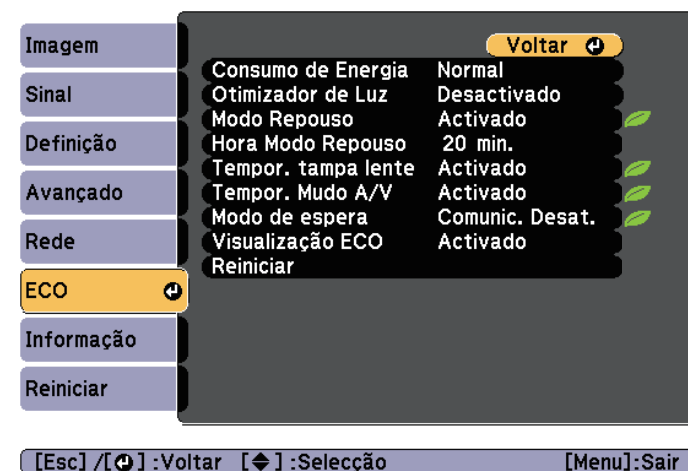 Imagem
Sinal
Definição
Avançado
Rede
ECO
Informação
Reiniciar
Voltar
Consumo de Energia Normal
Otimizador de Luz Desactivado
Modo Repouso Activado
Hora Modo Repouso 20 min.
Tempor. tampa lente Activado
Tempor. Mudo A/V Activado
Modo de espera Comunic. Desat.
Visualização ECO Activado
Reiniciar
[Esc] /[⏎] :Voltar [◆] :Selecção [Menu]:Sair